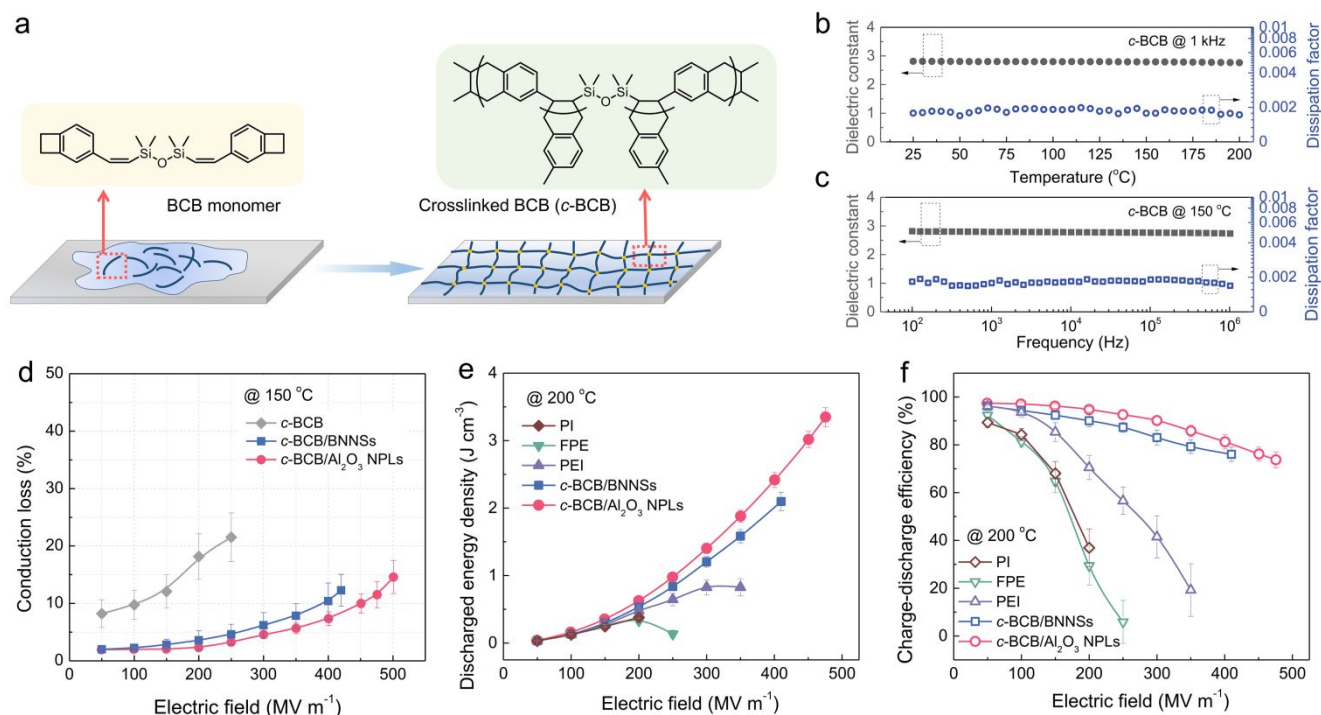 a
Si
O
Si
BCB monomer
Si
O
Si
Crosslinked BCB (c-BCB)
b
Dielectric constant
4
3
2
1
0
c-BCB @ 1 kHz
0.01
0.008
0.006
0.004
0.002
0
Dissipation factor
25 50 75 100 125 150 175 200
Temperature (°C)
c
Dielectric constant
4
3
2
1
0
c-BCB @ 150 °C
0.01
0.008
0.006
0.004
0.002
0
Dissipation factor
10² 10³ 10⁴ 10⁵ 10⁶
Frequency (Hz)
d
Conduction loss (%)
50
40
30
20
10
0
@ 150 °C
c-BCB
c-BCB/BNNSs
c-BCB/Al₂O₃ NPLs
0 100 200 300 400 500
Electric field (MV m⁻¹)
e
Discharged energy density (J cm⁻³)
4
3
2
1
0
@ 200 °C
PI
FPE
PEI
c-BCB/BNNSs
c-BCB/Al₂O₃ NPLs
0 100 200 300 400 500
Electric field (MV m⁻¹)
f
Charge-discharge efficiency (%)
100
80
60
40
20
0
@ 200 °C
PI
FPE
PEI
c-BCB/BNNSs
c-BCB/Al₂O₃ NPLs
0 100 200 300 400 500
Electric field (MV m⁻¹)